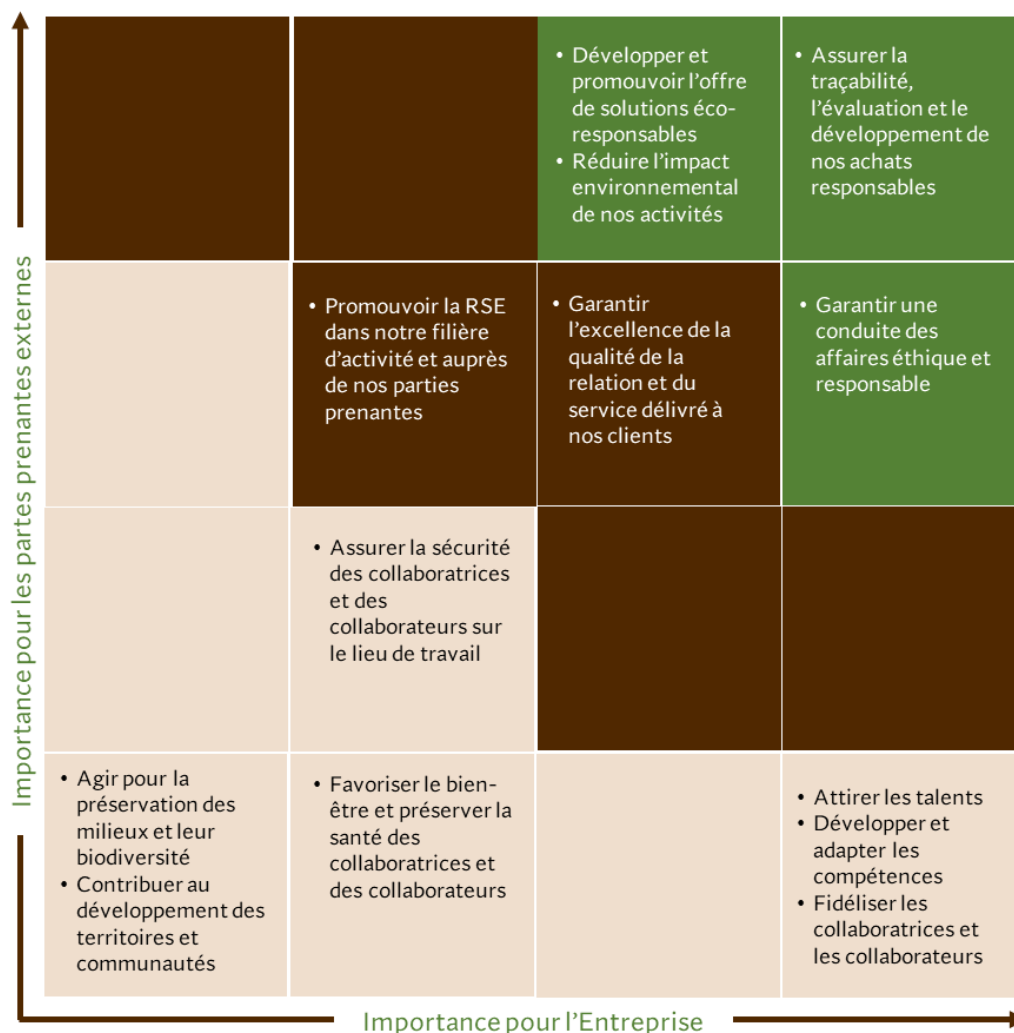 • Développer et
promouvoir l'offre
de solutions éco-
responsables
• Réduire l'impact
environnemental
de nos activités
• Assurer la
traçabilité,
l'évaluation et le
développement de
nos achats
responsables
• Promouvoir la RSE
dans notre filière
d'activité et auprès
de nos parties
prenantes
• Garantir
l'excellence de la
qualité de la
relation et du
service délivré à
nos clients
• Garantir une
conduite des
affaires éthique et
responsable
• Assurer la sécurité
des collaboratrices
et des
collaborateurs sur
le lieu de travail
• Agir pour la
préservation des
milieux et leur
biodiversité
• Contribuer au
développement des
territoires et
communautés
• Favoriser le bien-
être et préserver la
santé des
collaboratrices et
des collaborateurs
• Attirer les talents
• Développer et
adapter les
compétences
• Fidéliser les
collaboratrices et
les collaborateurs
Importance pour les partes prenantes externes
Importance pour l'Entreprise